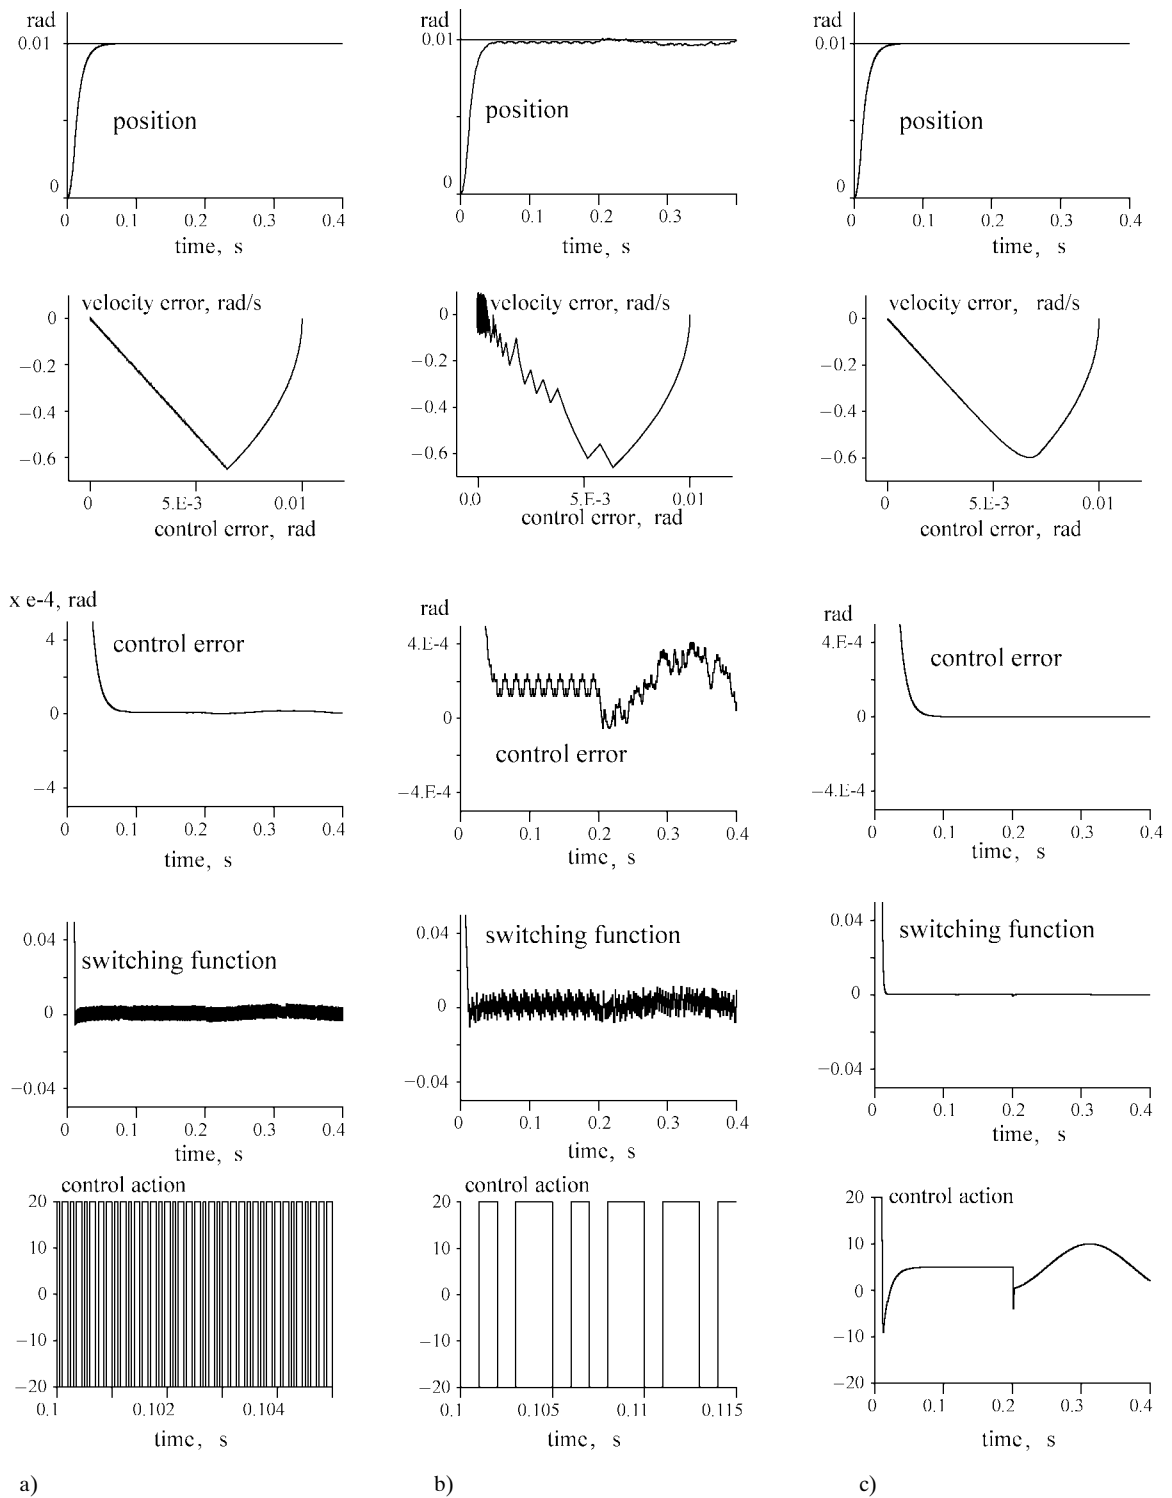 rad
0.01
position
0
0 0.1 0.2 0.3 0.4
time, s
velocity error, rad/s
0
−0.2
−0.4
−0.6
0 5.E-3 0.01
control error, rad
x e-4, rad
4
control error
0
−4
0 0.1 0.2 0.3 0.4
time, s
0.04
switching function
0
−0.04
0 0.1 0.2 0.3 0.4
time, s
control action
20
10
0
−10
−20
0.1 0.102 0.104
time, s
a)
rad
0.01
position
0
0 0.1 0.2 0.3
time, s
velocity error, rad/s
0
−0.2
−0.4
−0.6
0.0 5.E-3 0.01
control error, rad
rad
4.E-4
0
control error
−4.E-4
0 0.1 0.2 0.3 0.4
time, s
0.04
switching function
0
−0.04
0 0.1 0.2 0.3 0.4
time, s
control action
20
10
0
−10
−20
0.1 0.105 0.11 0.115
time, s
b)
rad
0.01
position
0
0 0.1 0.2 0.3 0.4
time, s
velocity error, rad/s
0
−0.2
−0.4
−0.6
0 5.E-3 0.01
control error, rad
rad
4.E-4
control error
0
−4.E-4
0 0.1 0.2 0.3 0.4
time, s
0.04
switching function
0
−0.04
0 0.1 0.2 0.3 0.4
time, s
20
control action
10
0
−10
−20
0 0.1 0.2 0.3 0.4
time, s
c)